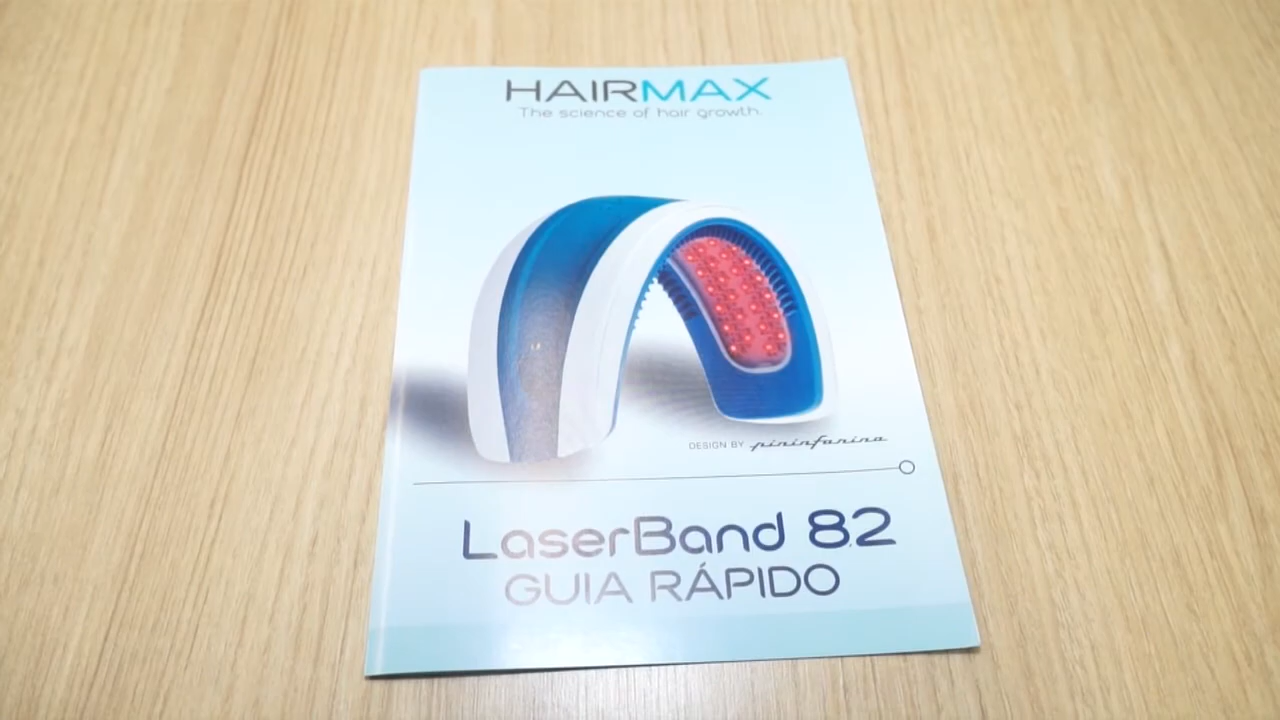 HAIRMAX
The science of hair growth.
DESIGN BY pininfarina
LaserBand 82
GUIA RÁPIDO